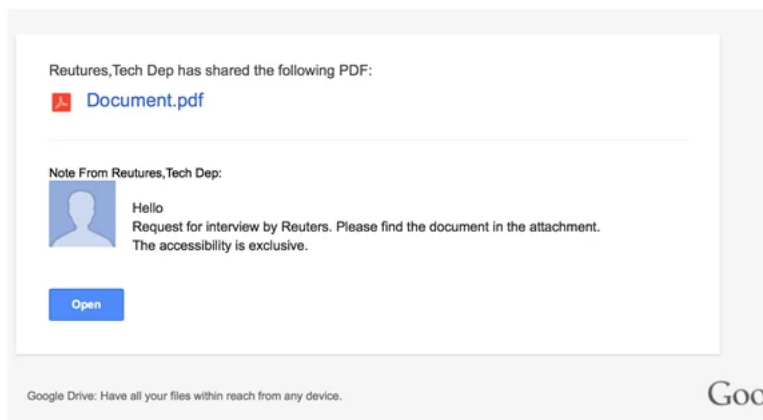 Reutures,Tech Dep has shared the following PDF:
Document.pdf
Note From Reutures,Tech Dep:
Hello
Request for interview by Reuters. Please find the document in the attachment.
The accessibility is exclusive.
Open
Google Drive: Have all your files within reach from any device.
Goo